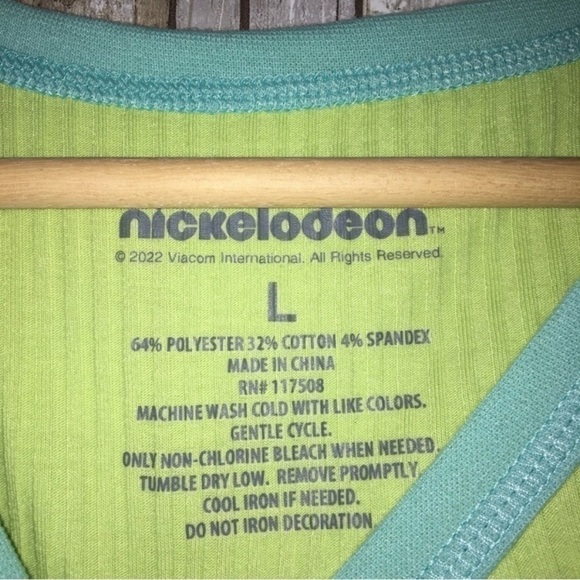 nickelodeon™
© 2022 Viacom International. All Rights Reserved.
L
64% POLYESTER 32% COTTON 4% SPANDEX
MADE IN CHINA
RN# 117508
MACHINE WASH COLD WITH LIKE COLORS.
GENTLE CYCLE.
ONLY NON-CHLORINE BLEACH WHEN NEEDED.
TUMBLE DRY LOW. REMOVE PROMPTLY.
COOL IRON IF NEEDED.
DO NOT IRON DECORATION.